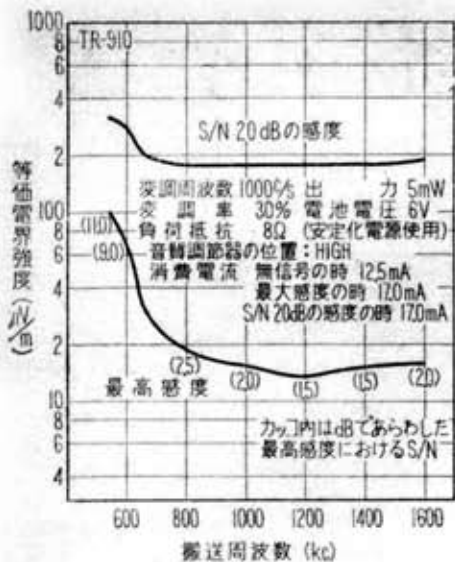 1000
8
6
4
2
100
8
6
4
2
10
8
6
4
等価電界強度 (μV/m)
TR-910
S/N 20dBの感度
変調周波数 1000c/s 出 力 5mW
変 調 率 30% 電池電圧 6V
負荷抵抗 8Ω (安定化電源使用)
音質調節器の位置:HIGH
消費電流 無信号の時 12.5mA
最大感度の時 17.0mA
S/N 20dBの感度の時 17.0mA
(11.0)
(9.0)
(2.5)
(2.0)
(1.5)
(1.5)
(2.0)
最高感度
カッコ内はdBであらわした
最高感度におけるS/N
600 800 1000 1200 1400 1600
搬送周波数 (kc)